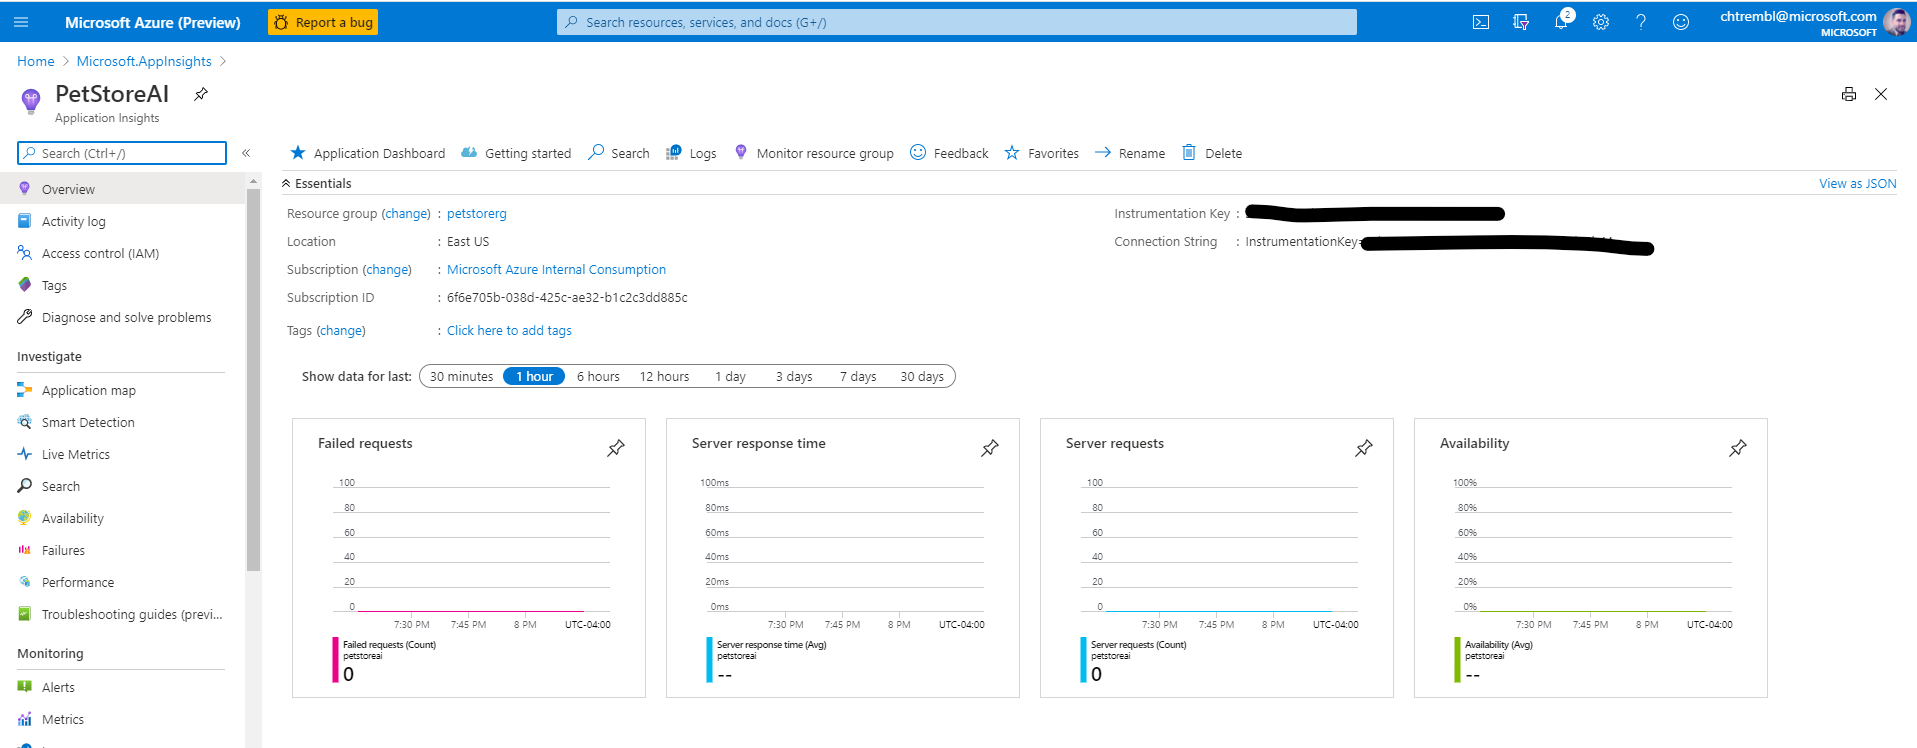 Microsoft Azure (Preview)
Report a bug
Search resources, services, and docs (G+/)
2
chtrembl@microsoft.com
MICROSOFT
Home > Microsoft.AppInsights >
PetStoreAI
Application Insights
Search (Ctrl+/)
«
Overview
Activity log
Access control (IAM)
Tags
Diagnose and solve problems
Investigate
Application map
Smart Detection
Live Metrics
Search
Availability
Failures
Performance
Troubleshooting guides (previ...
Monitoring
Alerts
Metrics
Application Dashboard
Getting started
Search
Logs
Monitor resource group
Feedback
Favorites
Rename
Delete
Essentials
View as JSON
Resource group (change) : petstorerg
Location : East US
Subscription (change) : Microsoft Azure Internal Consumption
Subscription ID : 6f6e705b-038d-425c-ae32-b1c2c3dd885c
Tags (change) : Click here to add tags
Instrumentation Key :
Connection String : InstrumentationKey=
Show data for last: 30 minutes 1 hour 6 hours 12 hours 1 day 3 days 7 days 30 days
Failed requests
100
80
60
40
20
0
7:30 PM 7:45 PM 8 PM UTC-04:00
Failed requests (Count)
petstoreai
0
Server response time
100ms
80ms
60ms
40ms
20ms
0ms
7:30 PM 7:45 PM 8 PM UTC-04:00
Server response time (Avg)
petstoreai
--
Server requests
100
80
60
40
20
0
7:30 PM 7:45 PM 8 PM UTC-04:00
Server requests (Count)
petstoreai
0
Availability
100%
80%
60%
40%
20%
0%
7:30 PM 7:45 PM 8 PM UTC-04:00
Availability (Avg)
petstoreai
--